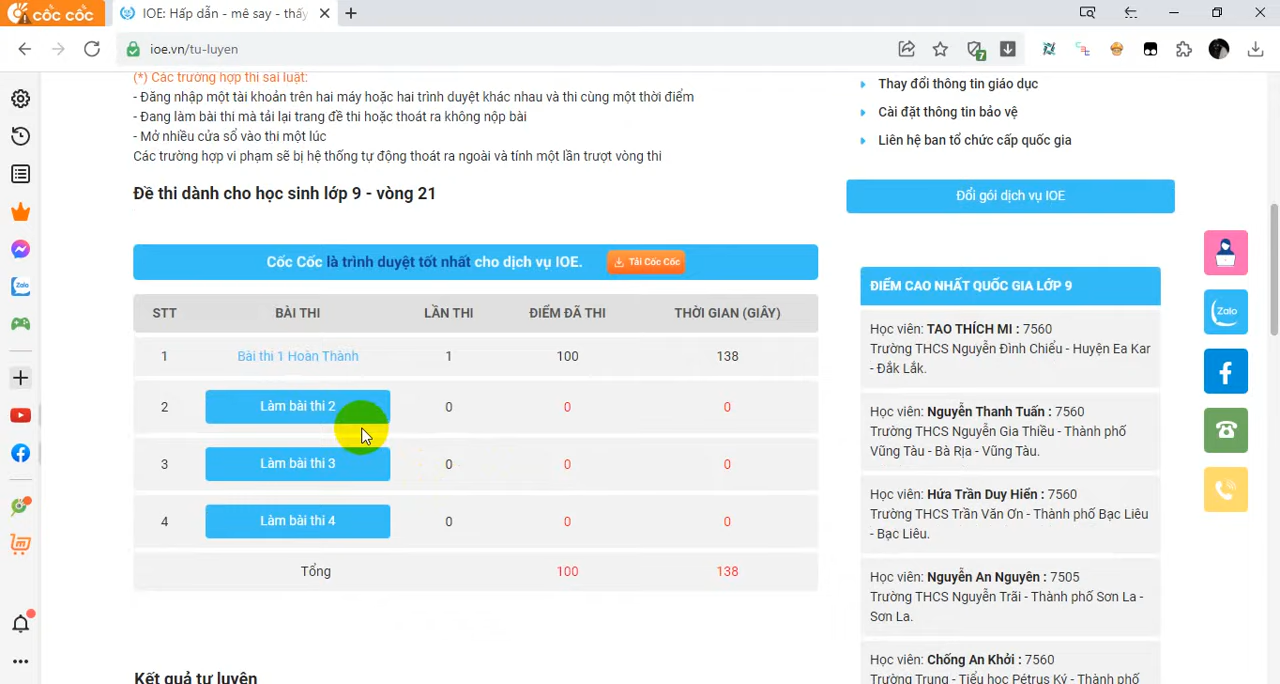 cốc cốc
IOE: Hấp dẫn - mê say - thấy
ioe.vn/tu-luyen
7
(*) Các trường hợp thi sai luật:
- Đăng nhập một tài khoản trên hai máy hoặc hai trình duyệt khác nhau và thi cùng một thời điểm
- Đang làm bài thi mà tải lại trang đề thi hoặc thoát ra không nộp bài
- Mở nhiều cửa sổ vào thi một lúc
Các trường hợp vi phạm sẽ bị hệ thống tự động thoát ra ngoài và tính một lần trượt vòng thi
Đề thi dành cho học sinh lớp 9 - vòng 21
Cốc Cốc là trình duyệt tốt nhất cho dịch vụ IOE. Tải Cốc Cốc
STT BÀI THI LẦN THI ĐIỂM ĐÃ THI THỜI GIAN (GIÂY)
1 Bài thi 1 Hoàn Thành 1 100 138
2 Làm bài thi 2 0 0 0
3 Làm bài thi 3 0 0 0
4 Làm bài thi 4 0 0 0
Tổng 100 138
Kết quả tự luyện
Thay đổi thông tin giáo dục
Cài đặt thông tin bảo vệ
Liên hệ ban tổ chức cấp quốc gia
Đổi gói dịch vụ IOE
ĐIỂM CAO NHẤT QUỐC GIA LỚP 9
Học viên: TAO THÍCH MI : 7560
Trường THCS Nguyễn Đình Chiểu - Huyện Ea Kar
- Đắk Lắk.
Học viên: Nguyễn Thanh Tuấn : 7560
Trường THCS Nguyễn Gia Thiều - Thành phố
Vũng Tàu - Bà Rịa - Vũng Tàu.
Học viên: Hứa Trần Duy Hiển : 7560
Trường THCS Trần Văn Ơn - Thành phố Bạc Liêu
- Bạc Liêu.
Học viên: Nguyễn An Nguyên : 7505
Trường THCS Nguyễn Trãi - Thành phố Sơn La -
Sơn La.
Học viên: Chống An Khởi : 7560
Trường Trung - Tiểu học Pétrus Ký - Thành phố
Zalo
Zalo